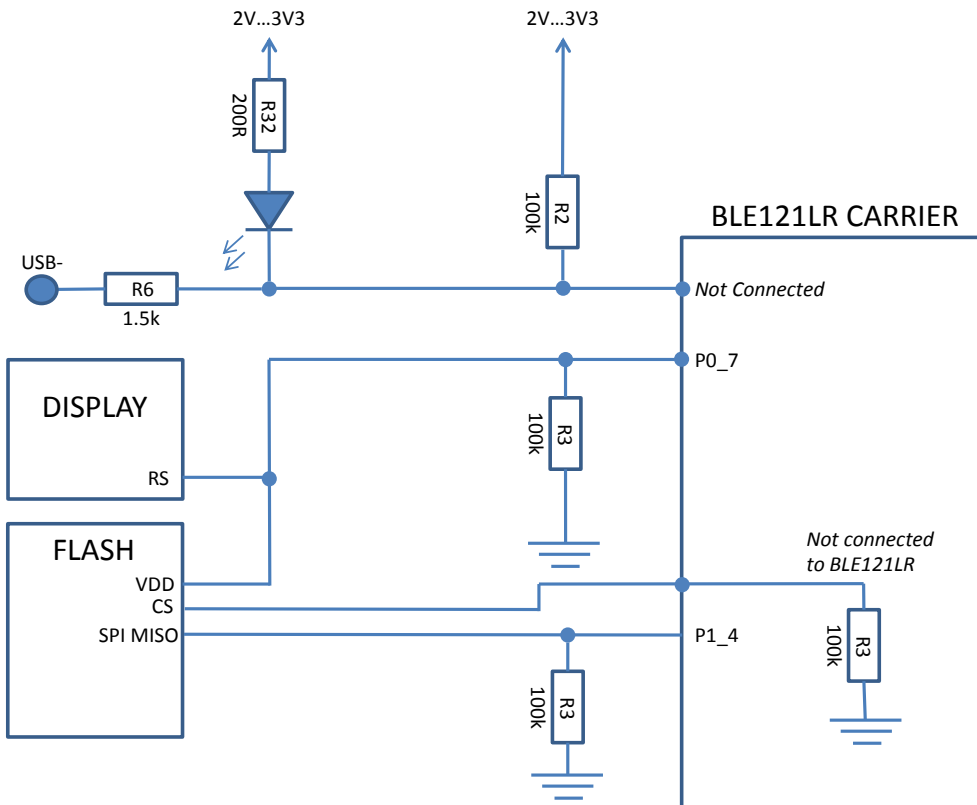 2V...3V3
2V...3V3
R32
200R
R2
100k
BLE121LR CARRIER
USB-
R6
1.5k
Not Connected
P0_7
DISPLAY
RS
R3
100k
FLASH
VDD
CS
SPI MISO
Not connected
to BLE121LR
P1_4
R3
100k
R3
100k